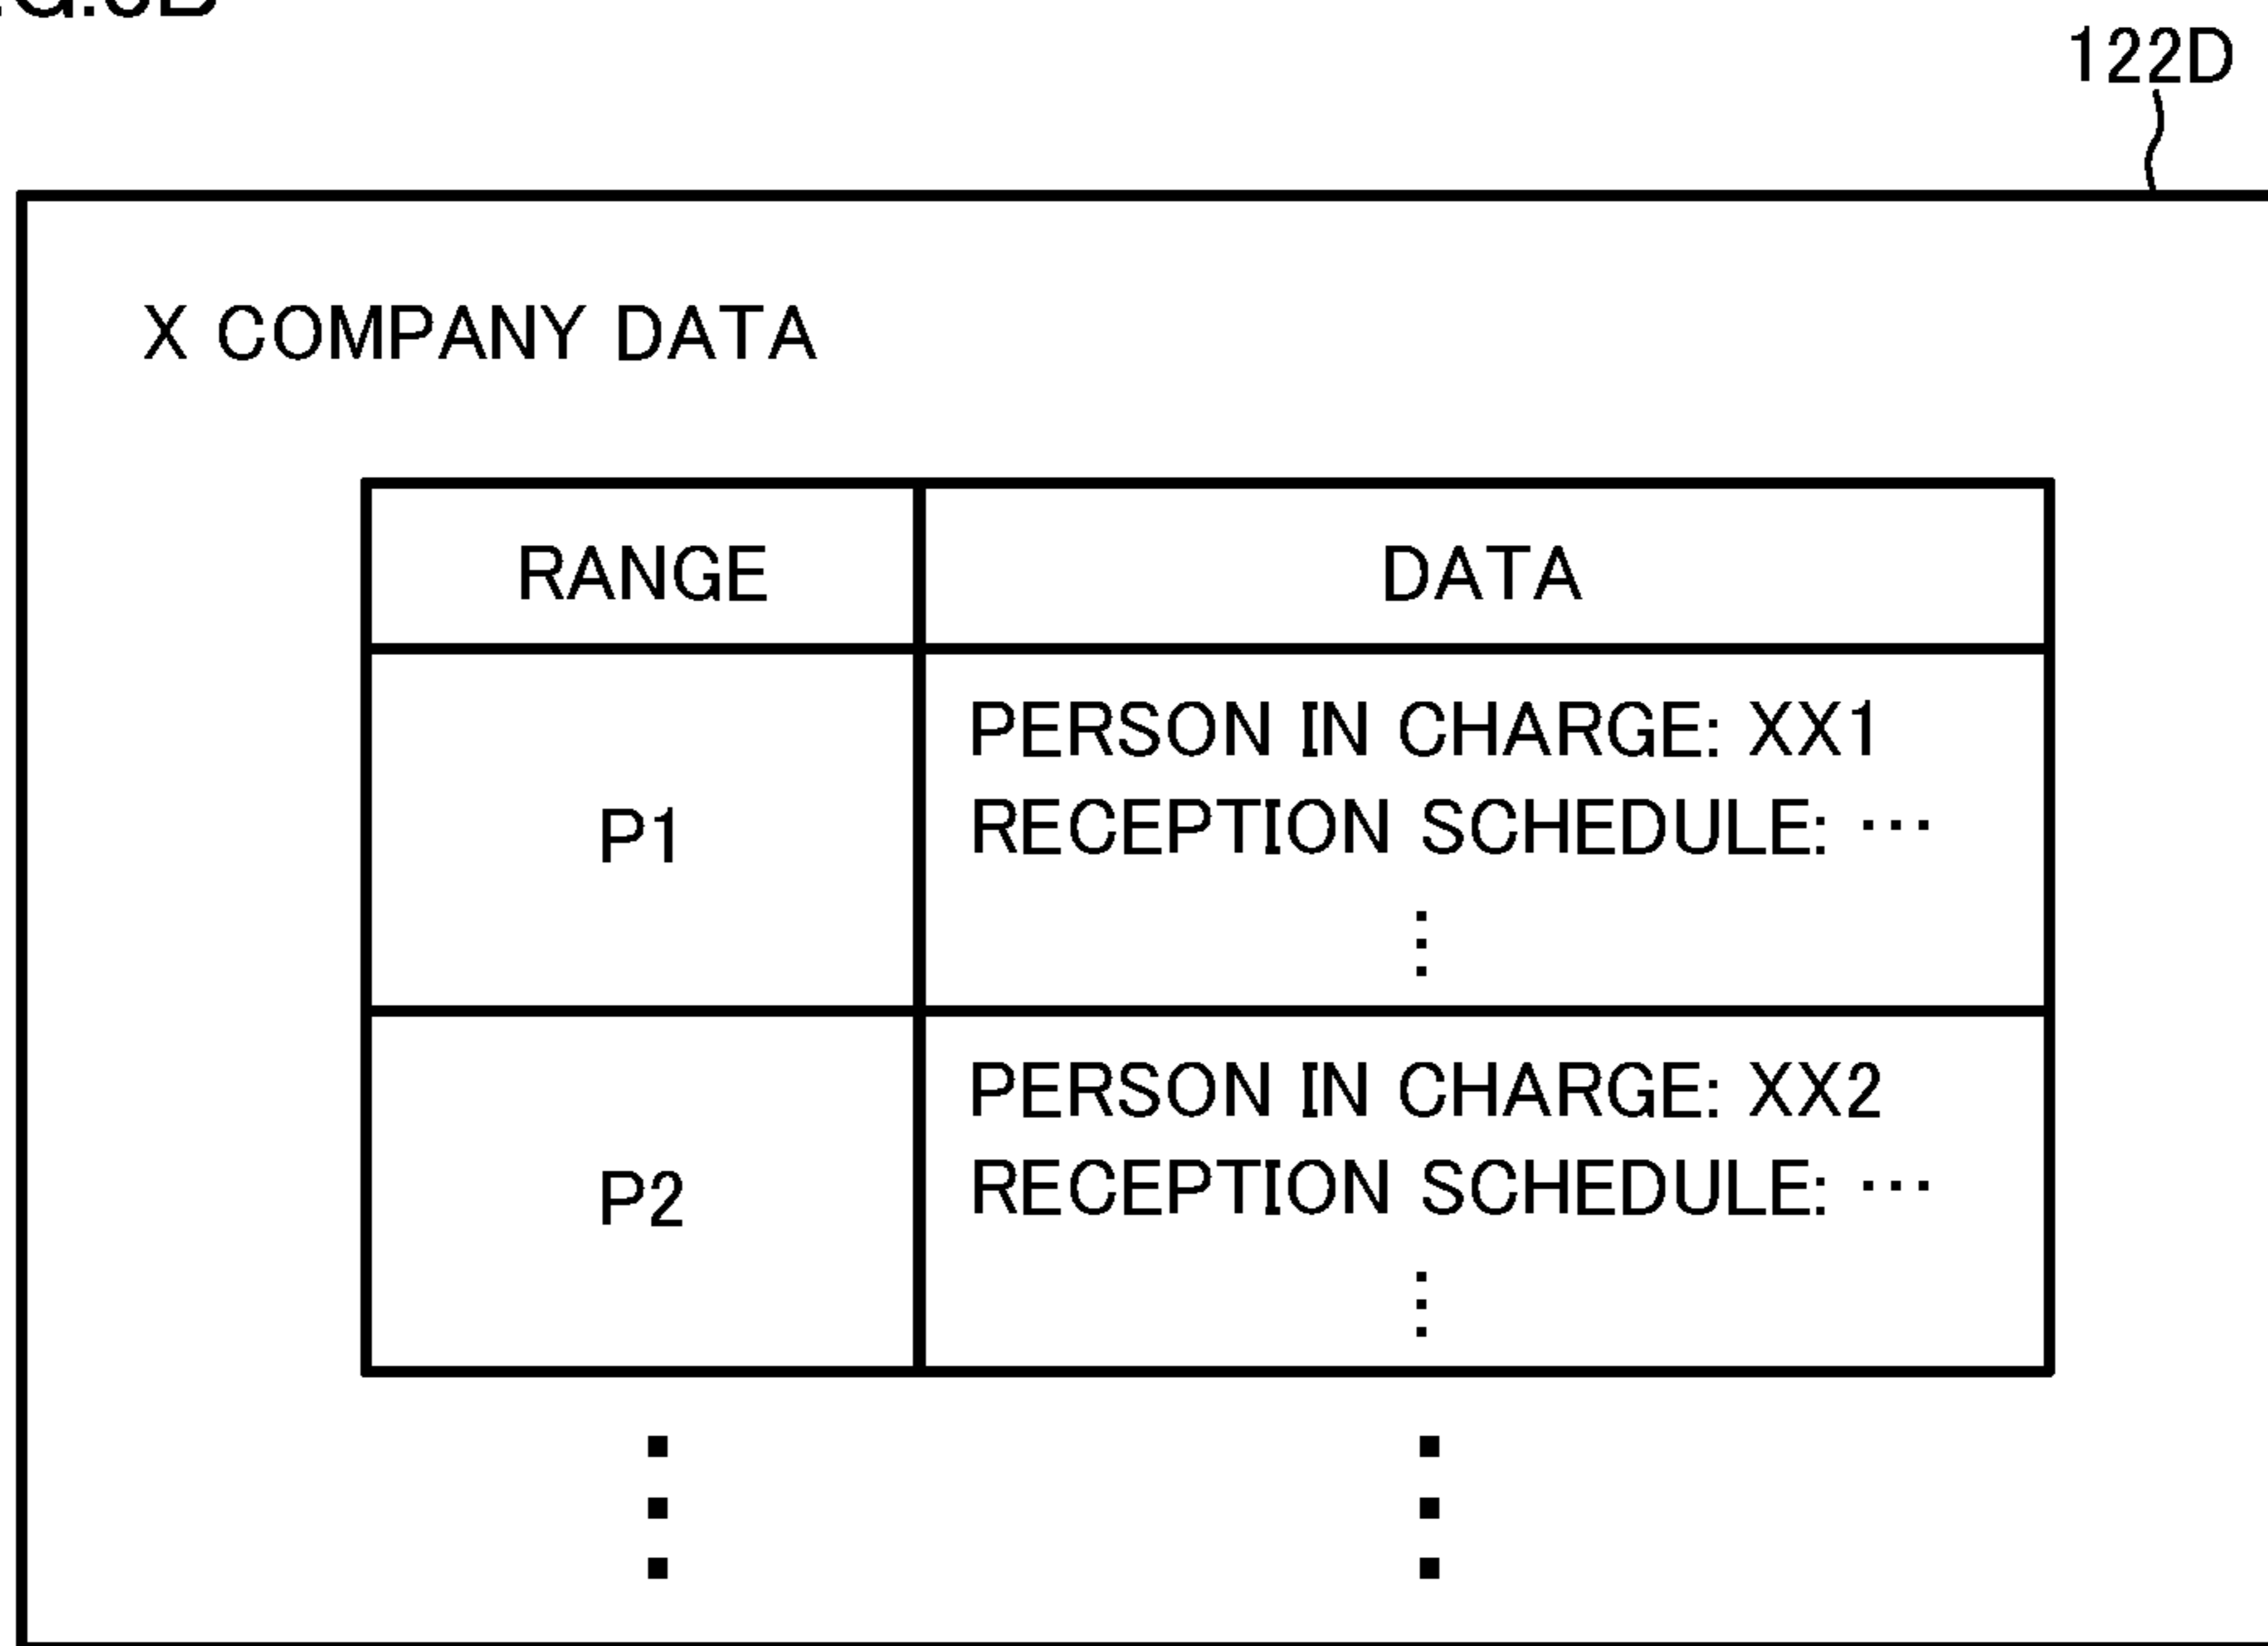 122D
X COMPANY DATA
RANGE DATA
P1
PERSON IN CHARGE: XX1
RECEPTION SCHEDULE: ···
P2
PERSON IN CHARGE: XX2
RECEPTION SCHEDULE: ···